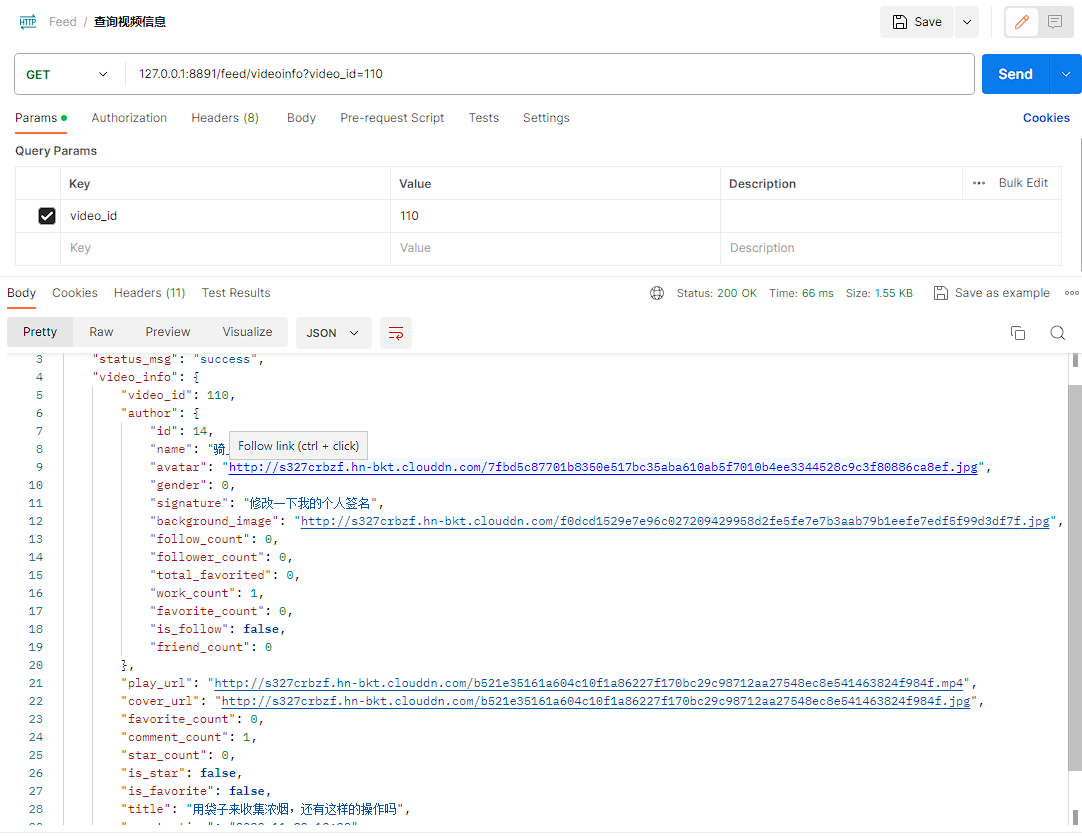 HTTP Feed / 查询视频信息 Save
GET 127.0.0.1:8891/feed/videoinfo?video_id=110 Send
Params Authorization Headers (8) Body Pre-request Script Tests Settings Cookies
Query Params
Key Value Description ••• Bulk Edit
video_id 110
Key Value Description
Body Cookies Headers (11) Test Results Status: 200 OK Time: 66 ms Size: 1.55 KB Save as example
Pretty Raw Preview Visualize JSON
3 "status_msg": "success",
4 "video_info": {
5 "video_id": 110,
6 "author": {
7 "id": 14,
Follow link (ctrl + click)
8 "name": "骑
9 "avatar": "http://s327crbzf.hn-bkt.clouddn.com/7fbd5c87701b8350e517bc35aba610ab5f7010b4ee3344528c9c3f80886ca8ef.jpg",
10 "gender": 0,
11 "signature": "修改一下我的个人签名",
12 "background_image": "http://s327crbzf.hn-bkt.clouddn.com/f0dcd1529e7e96c027209429958d2fe5fe7e7b3aab79b1eefe7edf5f99d3df7f.jpg",
13 "follow_count": 0,
14 "follower_count": 0,
15 "total_favorited": 0,
16 "work_count": 1,
17 "favorite_count": 0,
18 "is_follow": false,
19 "friend_count": 0
20 },
21 "play_url": "http://s327crbzf.hn-bkt.clouddn.com/b521e35161a604c10f1a86227f170bc29c98712aa27548ec8e541463824f984f.mp4",
22 "cover_url": "http://s327crbzf.hn-bkt.clouddn.com/b521e35161a604c10f1a86227f170bc29c98712aa27548ec8e541463824f984f.jpg",
23 "favorite_count": 0,
24 "comment_count": 1,
25 "star_count": 0,
26 "is_star": false,
27 "is_favorite": false,
28 "title": "用袋子来收集浓烟，还有这样的操作吗",